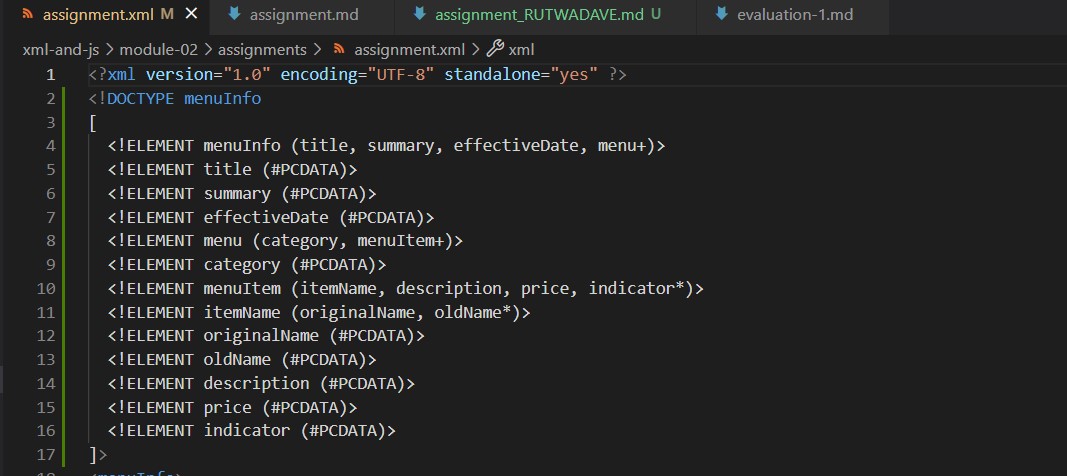 assignment.xml M
assignment.md
assignment_RUTWADAVE.md U
evaluation-1.md
xml-and-js > module-02 > assignments > assignment.xml > xml
1 <?xml version="1.0" encoding="UTF-8" standalone="yes" ?>
2 <!DOCTYPE menuInfo
3 [
4 <!ELEMENT menuInfo (title, summary, effectiveDate, menu+)>
5 <!ELEMENT title (#PCDATA)>
6 <!ELEMENT summary (#PCDATA)>
7 <!ELEMENT effectiveDate (#PCDATA)>
8 <!ELEMENT menu (category, menuItem+)>
9 <!ELEMENT category (#PCDATA)>
10 <!ELEMENT menuItem (itemName, description, price, indicator*)>
11 <!ELEMENT itemName (originalName, oldName*)>
12 <!ELEMENT originalName (#PCDATA)>
13 <!ELEMENT oldName (#PCDATA)>
14 <!ELEMENT description (#PCDATA)>
15 <!ELEMENT price (#PCDATA)>
16 <!ELEMENT indicator (#PCDATA)>
17 ]>
18 <menuInfo>